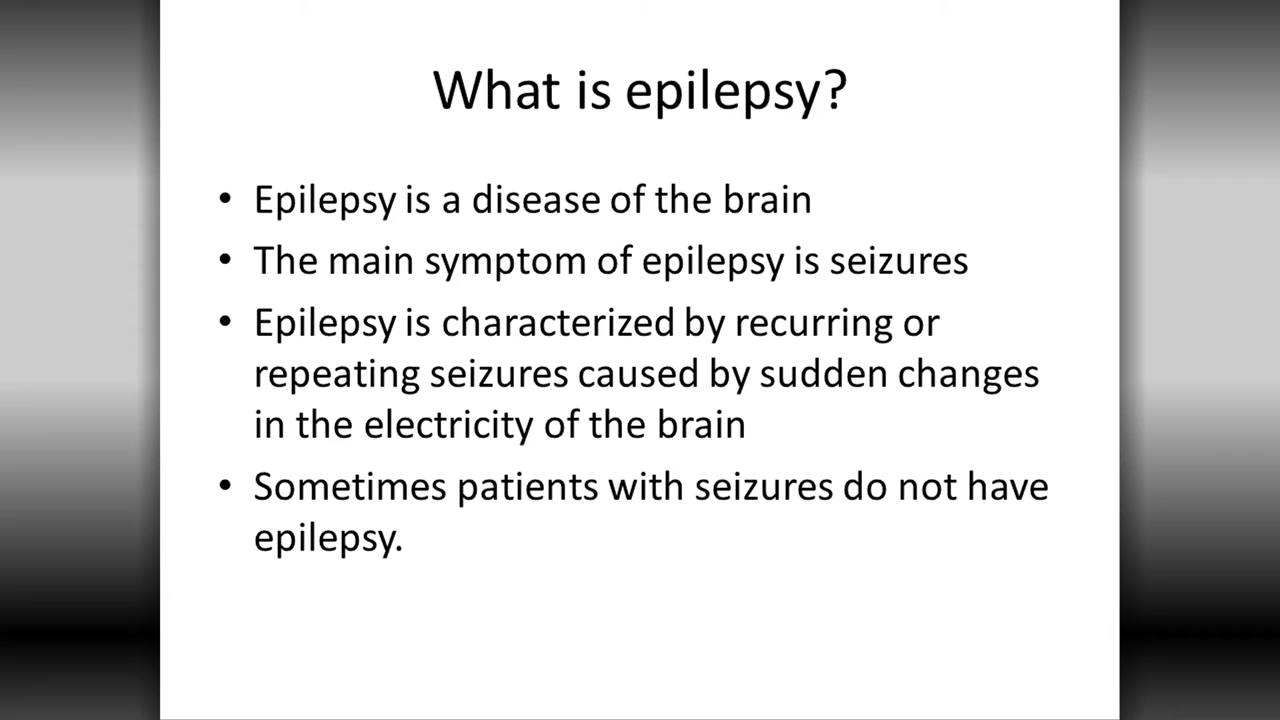 What is epilepsy?
• Epilepsy is a disease of the brain
• The main symptom of epilepsy is seizures
• Epilepsy is characterized by recurring or
repeating seizures caused by sudden changes
in the electricity of the brain
• Sometimes patients with seizures do not have
epilepsy.